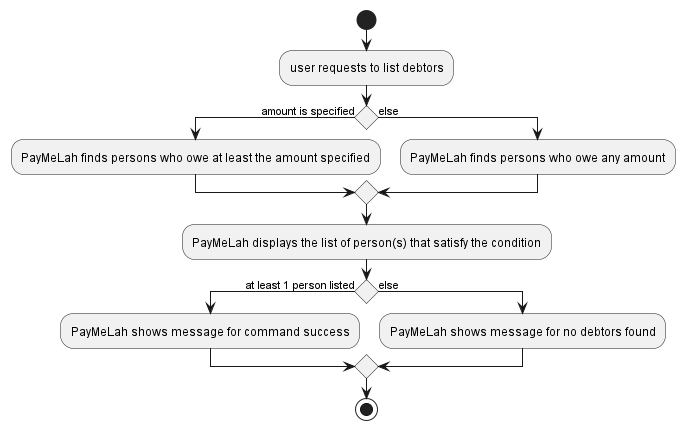 user requests to list debtors
amount is specified
else
PayMeLah finds persons who owe at least the amount specified
PayMeLah finds persons who owe any amount
PayMeLah displays the list of person(s) that satisfy the condition
at least 1 person listed
else
PayMeLah shows message for command success
PayMeLah shows message for no debtors found